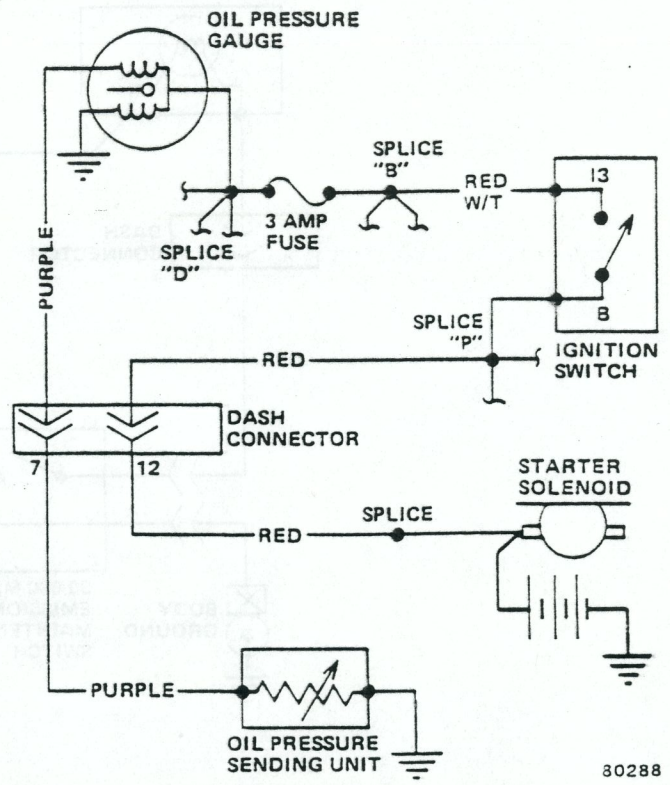 OIL PRESSURE
GAUGE
SPLICE
"B"
RED
W/T
I3
3 AMP
FUSE
SPLICE
"D"
PURPLE
B
SPLICE
"P"
IGNITION
SWITCH
RED
DASH
CONNECTOR
7
12
STARTER
SOLENOID
SPLICE
RED
PURPLE
OIL PRESSURE
SENDING UNIT
80288